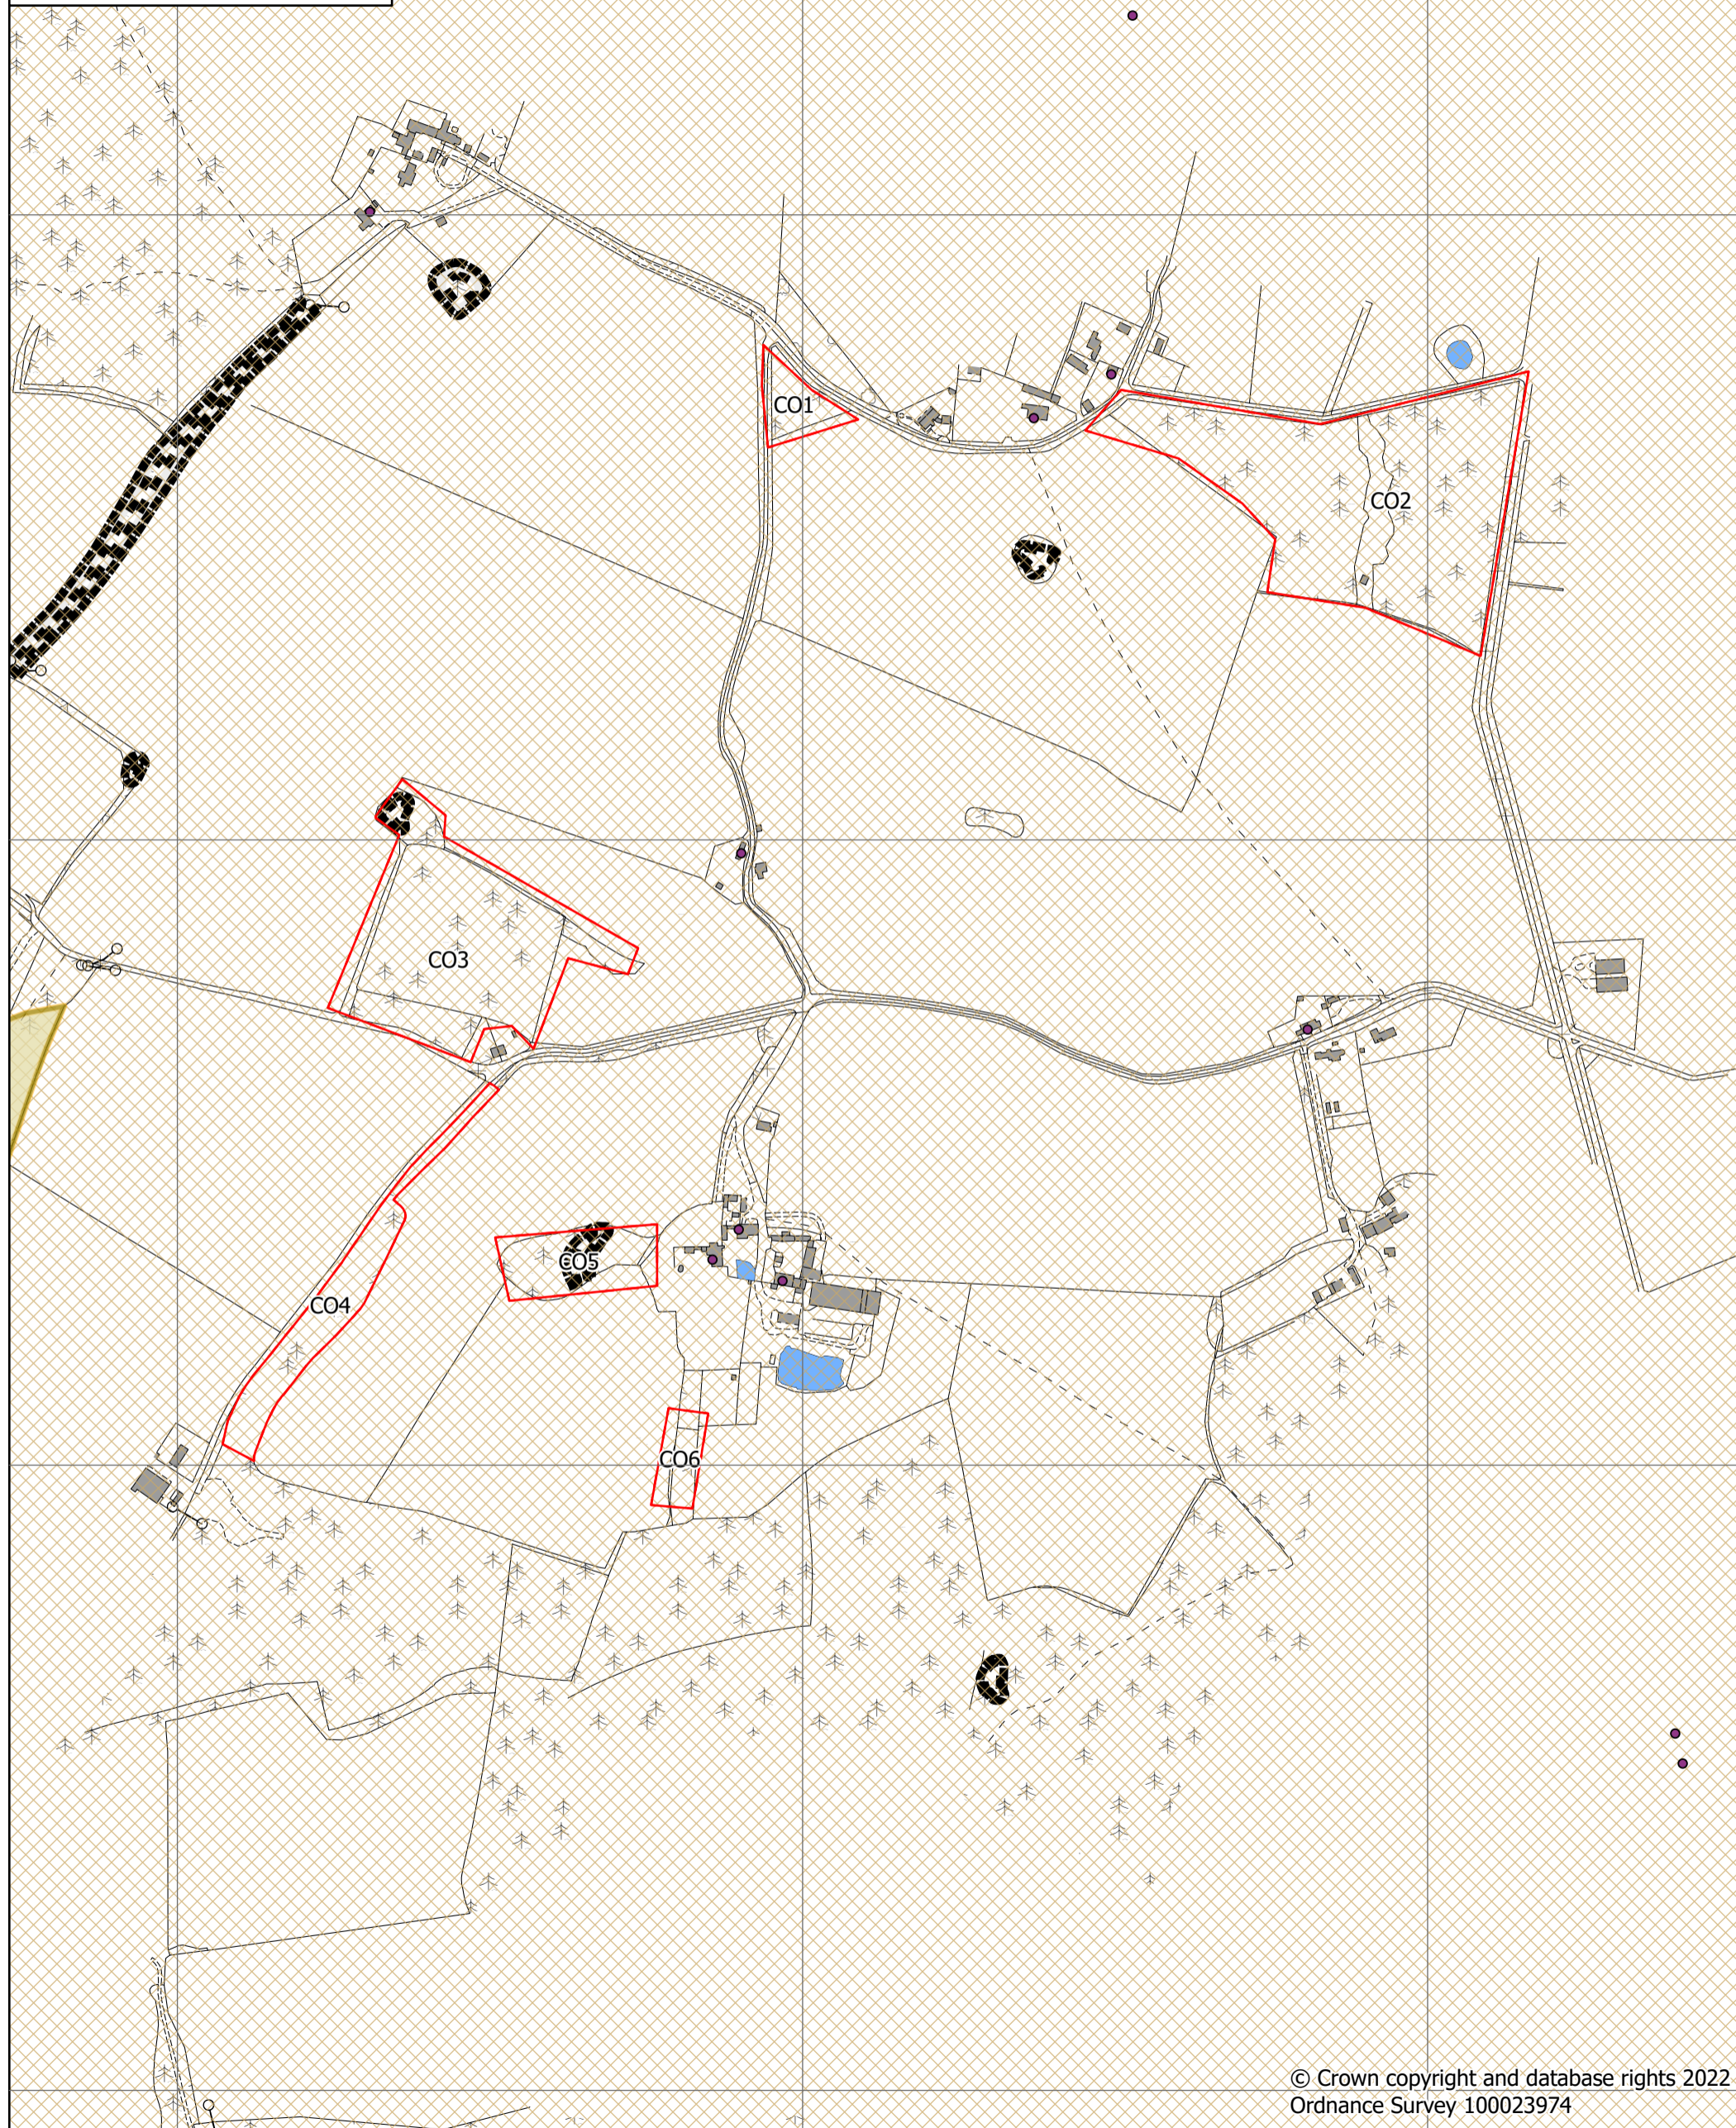 CO1
CO2
CO3
CO4
CO5
CO6
© Crown copyright and database rights 2022
Ordnance Survey 100023974